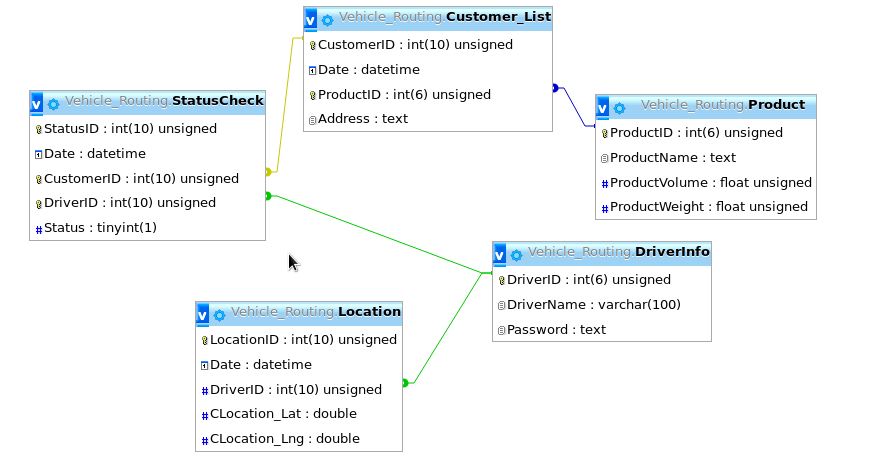 Vehicle_Routing.Customer_List
CustomerID : int(10) unsigned
Date : datetime
ProductID : int(6) unsigned
Address : text
Vehicle_Routing.StatusCheck
StatusID : int(10) unsigned
Date : datetime
CustomerID : int(10) unsigned
DriverID : int(10) unsigned
Status : tinyint(1)
Vehicle_Routing.Product
ProductID : int(6) unsigned
ProductName : text
ProductVolume : float unsigned
ProductWeight : float unsigned
Vehicle_Routing.DriverInfo
DriverID : int(6) unsigned
DriverName : varchar(100)
Password : text
Vehicle_Routing.Location
LocationID : int(10) unsigned
Date : datetime
DriverID : int(10) unsigned
CLocation_Lat : double
CLocation_Lng : double